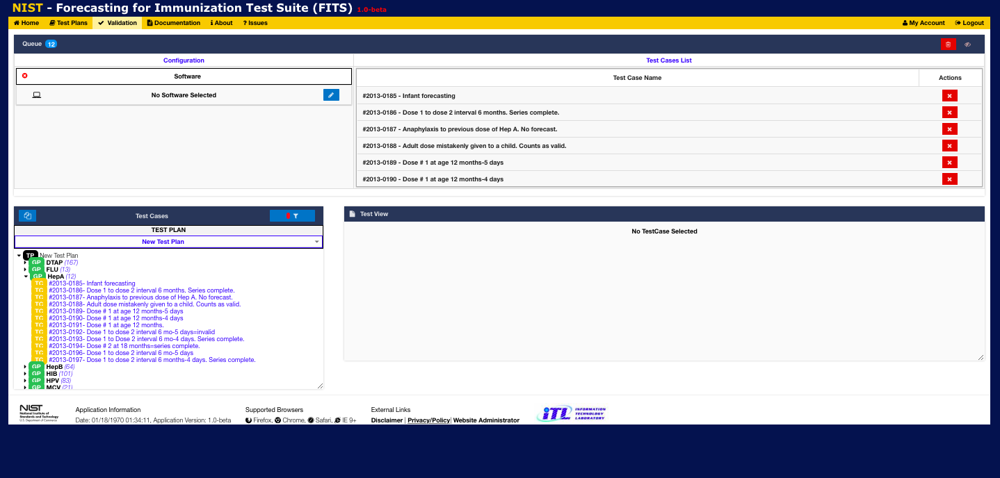 NIST - Forecasting for Immunization Test Suite (FITS) 1.0-beta
Home Test Plans Validation Documentation About Issues My Account Logout
Queue 12
Configuration
Software
No Software Selected
Test Cases List
Test Case Name Actions
#2013-0185 - Infant forecasting
#2013-0186 - Dose 1 to dose 2 interval 6 months. Series complete.
#2013-0187 - Anaphylaxis to previous dose of Hep A. No forecast.
#2013-0188 - Adult dose mistakenly given to a child. Counts as valid.
#2013-0189 - Dose # 1 at age 12 months-5 days
#2013-0190 - Dose # 1 at age 12 months-4 days
Test Cases
TEST PLAN
New Test Plan
TP New Test Plan
GP DTAP (167)
GP FLU (13)
GP HepA (12)
TC #2013-0185- Infant forecasting
TC #2013-0186- Dose 1 to dose 2 interval 6 months. Series complete.
TC #2013-0187- Anaphylaxis to previous dose of Hep A. No forecast.
TC #2013-0188- Adult dose mistakenly given to a child. Counts as valid.
TC #2013-0189- Dose # 1 at age 12 months-5 days
TC #2013-0190- Dose # 1 at age 12 months-4 days
TC #2013-0191- Dose # 1 at age 12 months.
TC #2013-0192- Dose 1 to dose 2 interval 6 mo-5 days=invalid
TC #2013-0193- Dose 1 to Dose 2 interval 6 mo-4 days. Series complete.
TC #2013-0194- Dose # 2 at 18 months=series complete.
TC #2013-0196- Dose 1 to dose 2 interval 6 mo-5 days
TC #2013-0197- Dose 1 to dose 2 interval 6 months-4 days. Series complete.
GP HepB (64)
GP HIB (101)
GP HPV (83)
GP MCV (21)
Test View
No TestCase Selected
NIST
National Institute of
Standards and Technology
U.S. Department of Commerce
Application Information
Date: 01/18/1970 01:34:11, Application Version: 1.0-beta
Supported Browsers
Firefox, Chrome, Safari, IE 9+
External Links
Disclaimer | Privacy/Policy| Website Administrator
iTL INFORMATION
TECHNOLOGY
LABORATORY